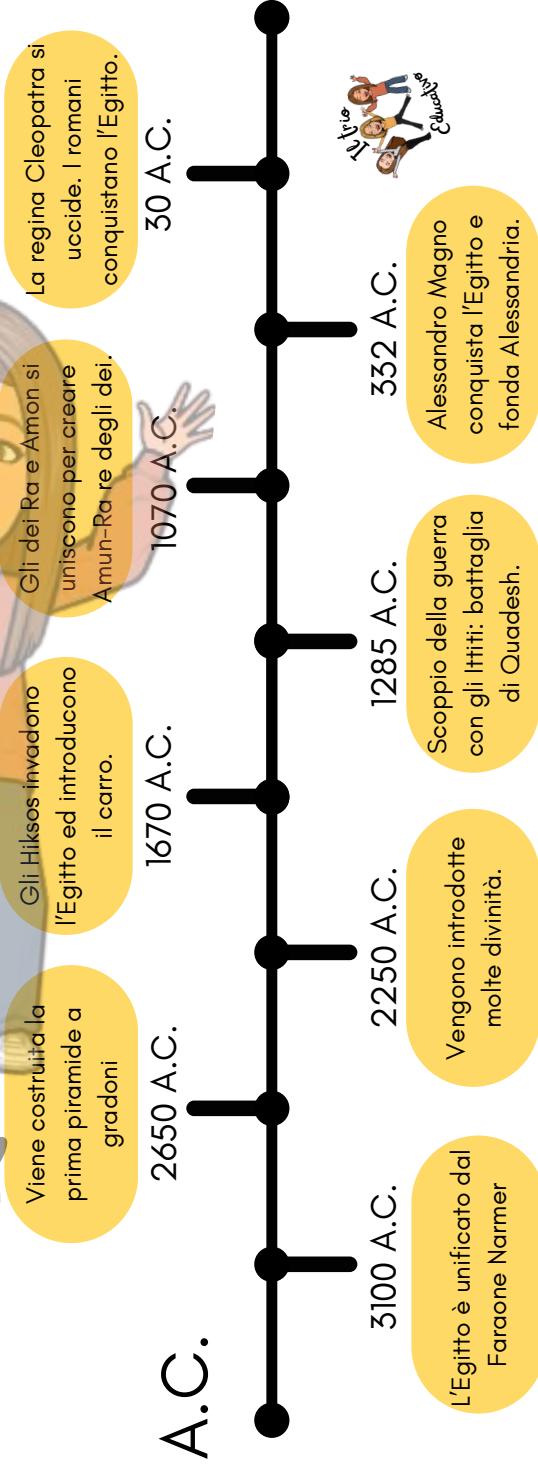 A.C.
3100 A.C.
L'Egitto è unificato dal
Faraone Narmer
2650 A.C.
Viene costruita la
prima piramide a
gradoni
2250 A.C.
Vengono introdotte
molte divinità.
1670 A.C.
Gli Hiksos invadono
l'Egitto ed introducono
il carro.
1285 A.C.
Scoppio della guerra
con gli Ittiti: battaglia
di Quadesh.
1070 A.C.
Gli dei Ra e Amon si
uniscono per creare
Amun-Ra re degli dei.
332 A.C.
Alessandro Magno
conquista l'Egitto e
fonda Alessandria.
30 A.C.
La regina Cleopatra si
uccide. I romani
conquistano l'Egitto.
Il trio
Educativo